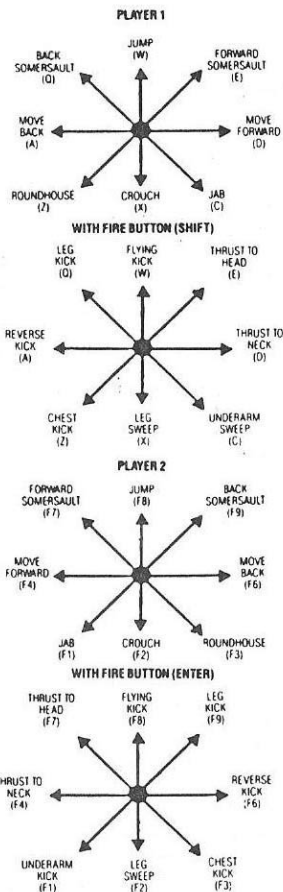 PLAYER 1
JUMP
(W)
BACK
SOMERSAULT
(Q)
FORWARD
SOMERSAULT
(E)
MOVE
BACK
(A)
MOVE
FORWARD
(D)
ROUNDHOUSE
(Z)
CROUCH
(X)
JAB
(C)
WITH FIRE BUTTON (SHIFT)
LEG
KICK
(Q)
FLYING
KICK
(W)
THRUST TO
HEAD
(E)
REVERSE
KICK
(A)
THRUST TO
NECK
(D)
CHEST
KICK
(Z)
LEG
SWEEP
(X)
UNDERARM
SWEEP
(C)
PLAYER 2
FORWARD
SOMERSAULT
(F7)
JUMP
(F8)
BACK
SOMERSAULT
(F9)
MOVE
FORWARD
(F4)
MOVE
BACK
(F6)
JAB
(F1)
CROUCH
(F2)
ROUNDHOUSE
(F3)
WITH FIRE BUTTON (ENTER)
THRUST TO
HEAD
(F7)
FLYING
KICK
(F8)
LEG
KICK
(F9)
THRUST TO
NECK
(F4)
REVERSE
KICK
(F6)
UNDERARM
KICK
(F1)
LEG
SWEEP
(F2)
CHEST
KICK
(F3)